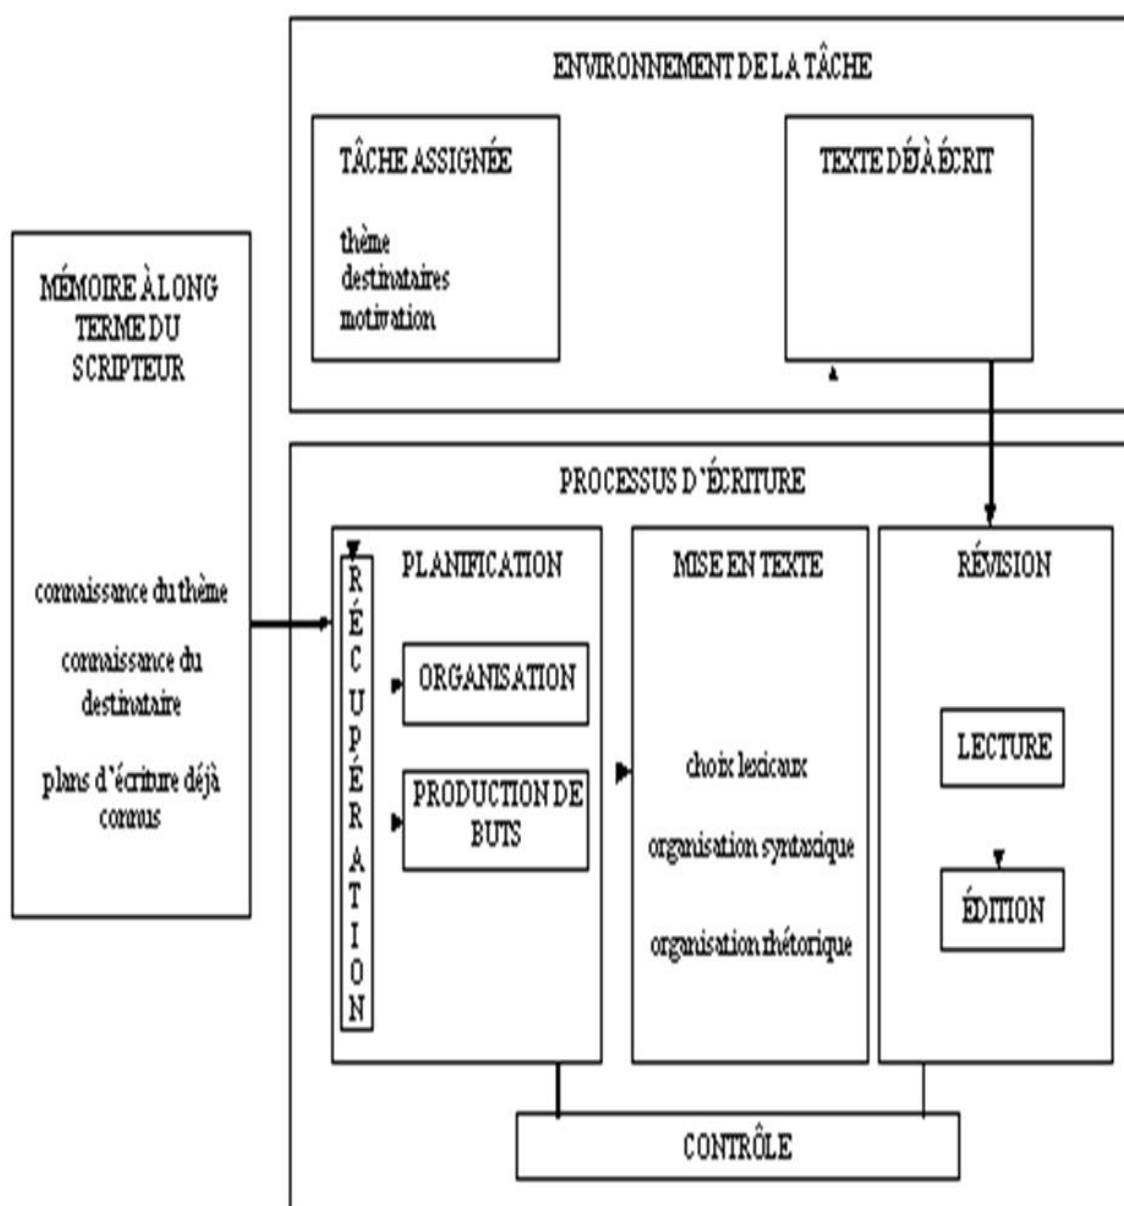 ENVIRONNEMENT DE LA TÂCHE
TÂCHE ASSIGNÉE
thème
destinataires
motivation
TEXTE DÉJÀ ÉCRIT
MÉMOIRE À LONG
TERME DU
SCRIPTEUR
connaissance du thème
connaissance du
destinataire
plans d'écriture déjà
connus
PROCESSUS D'ÉCRITURE
RÉCUPÉRATION
PLANIFICATION
ORGANISATION
PRODUCTION DE
BUTS
MISE EN TEXTE
choix lexicaux
organisation syntaxique
organisation rhétorique
RÉVISION
LECTURE
ÉDITION
CONTRÔLE